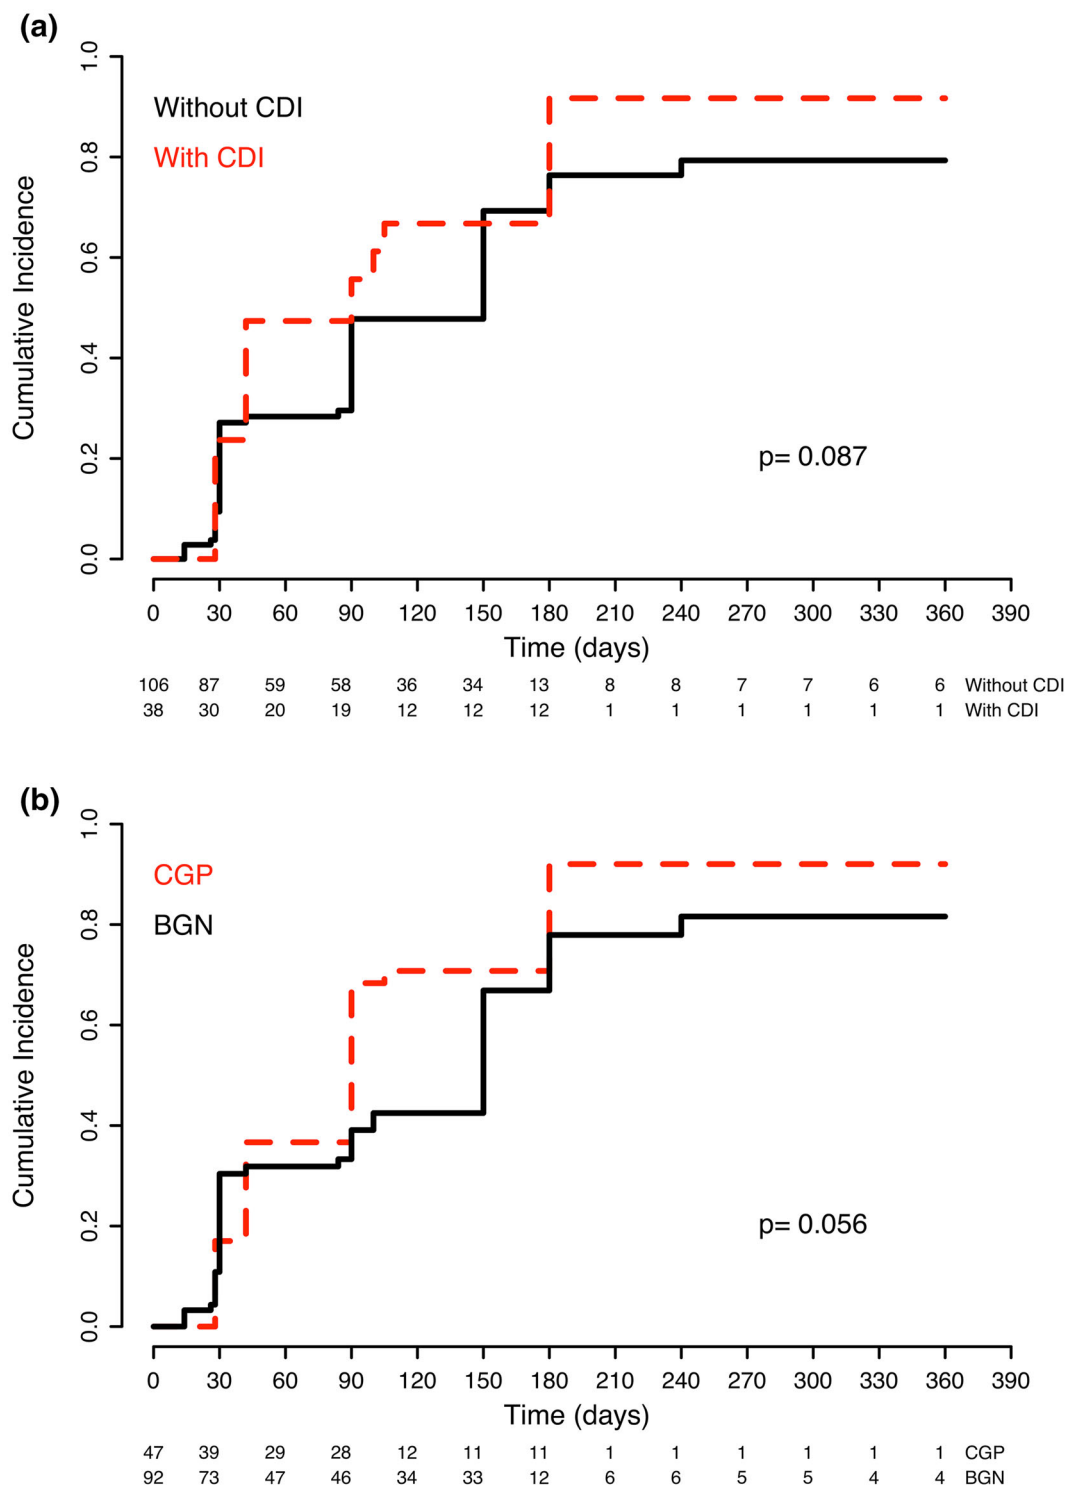 (a)
1.0
0.8
0.6
0.4
0.2
0.0
Cumulative Incidence
Without CDI
With CDI
p= 0.087
0 30 60 90 120 150 180 210 240 270 300 330 360 390
Time (days)
106 87 59 58 36 34 13 8 8 7 7 6 6 Without CDI
38 30 20 19 12 12 12 1 1 1 1 1 1 With CDI
(b)
1.0
0.8
0.6
0.4
0.2
0.0
Cumulative Incidence
CGP
BGN
p= 0.056
0 30 60 90 120 150 180 210 240 270 300 330 360 390
Time (days)
47 39 29 28 12 11 11 1 1 1 1 1 1 CGP
92 73 47 46 34 33 12 6 6 5 5 4 4 BGN